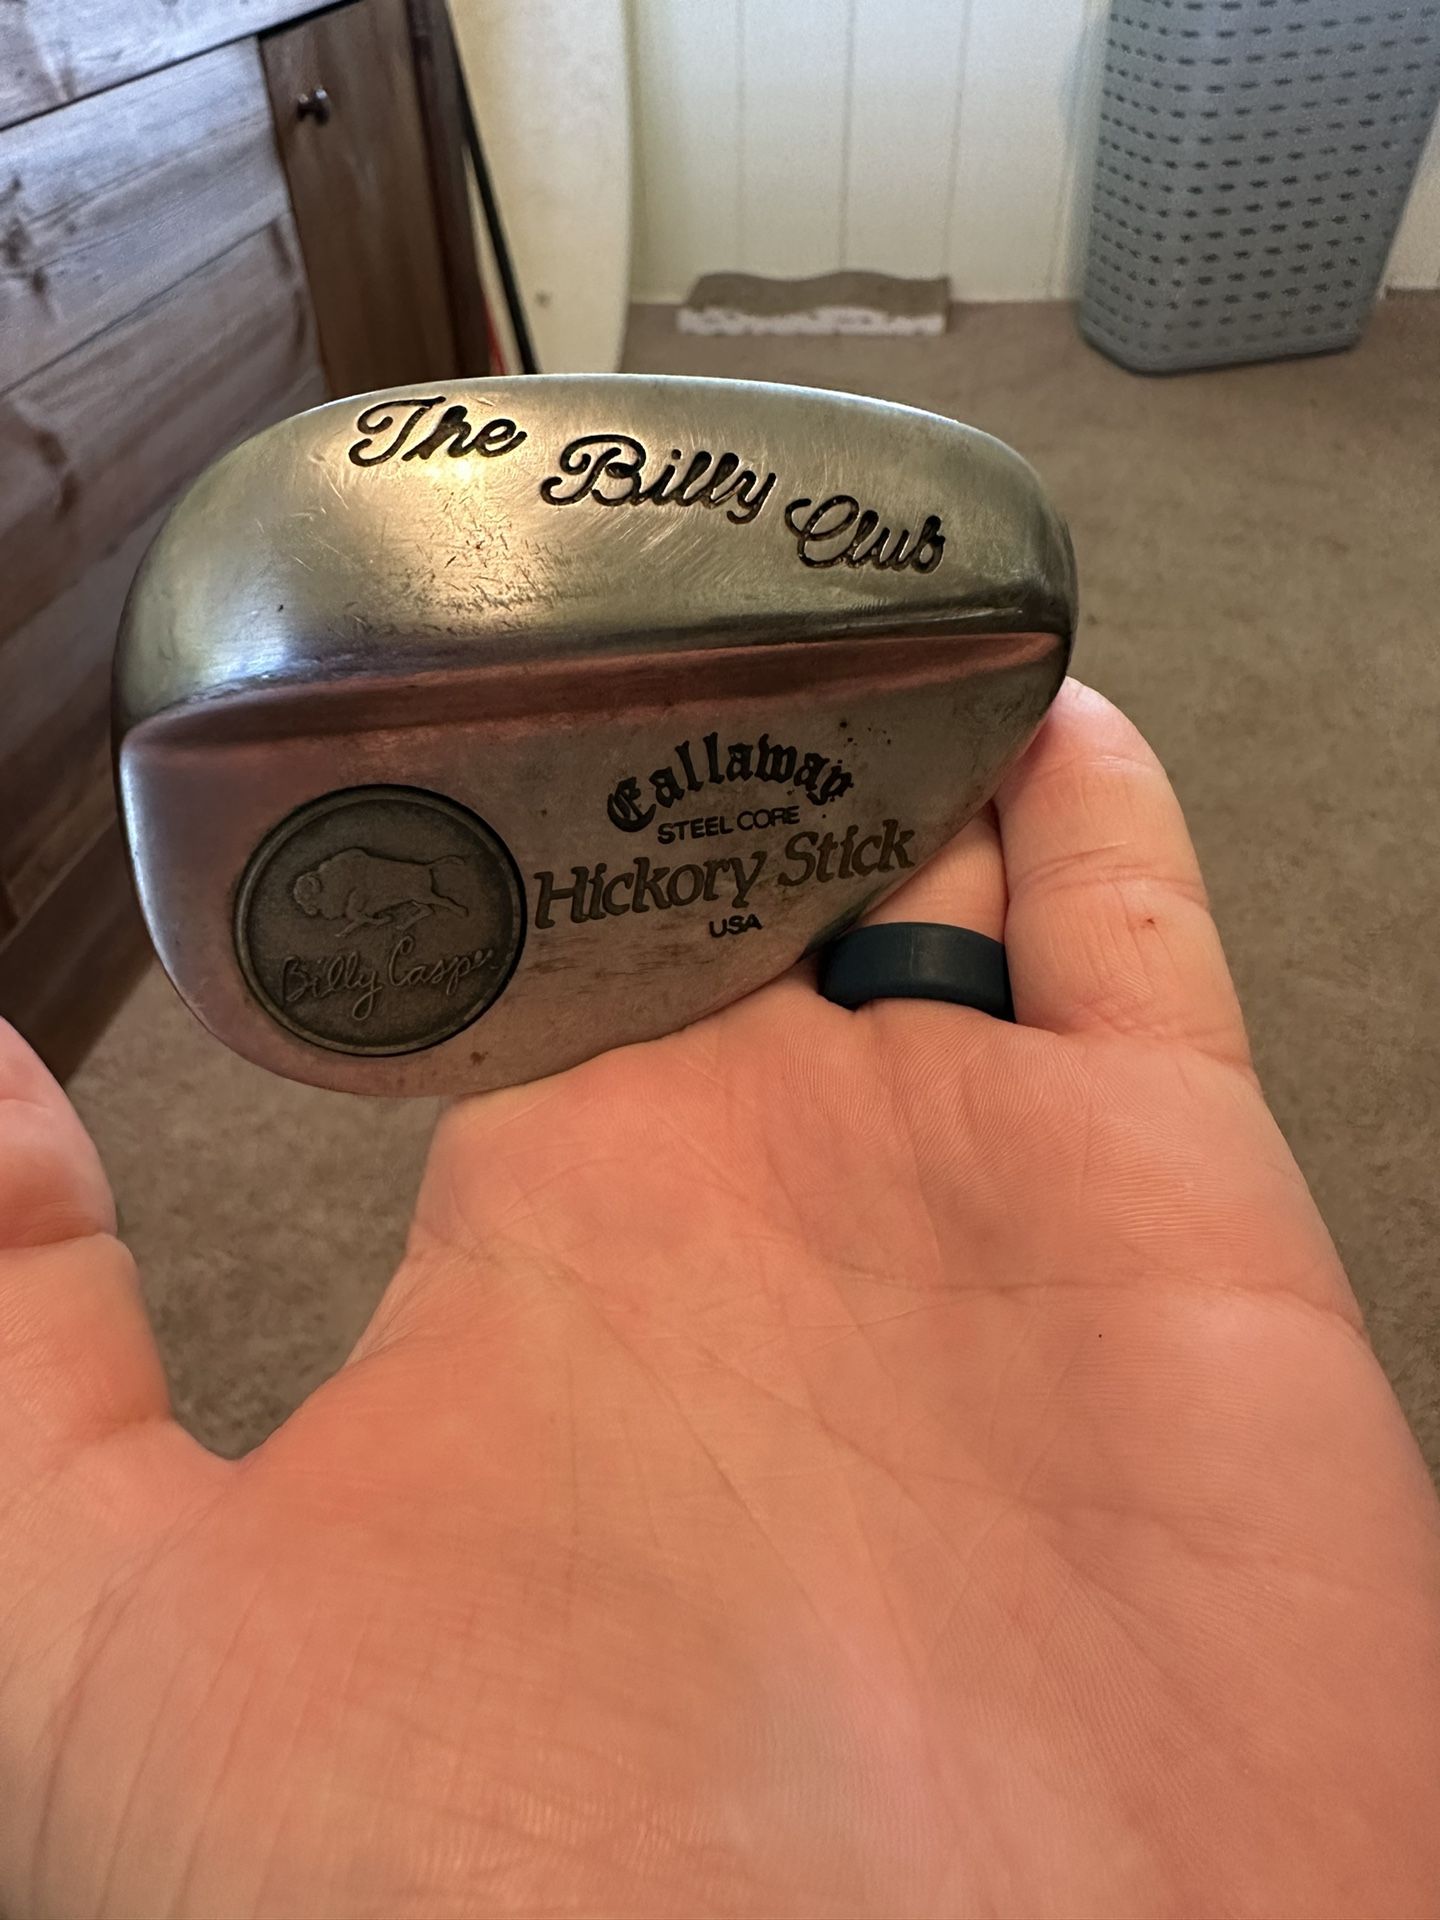 The Billy Club
Callaway
STEEL CORE
Hickory Stick
USA
Billy Casper